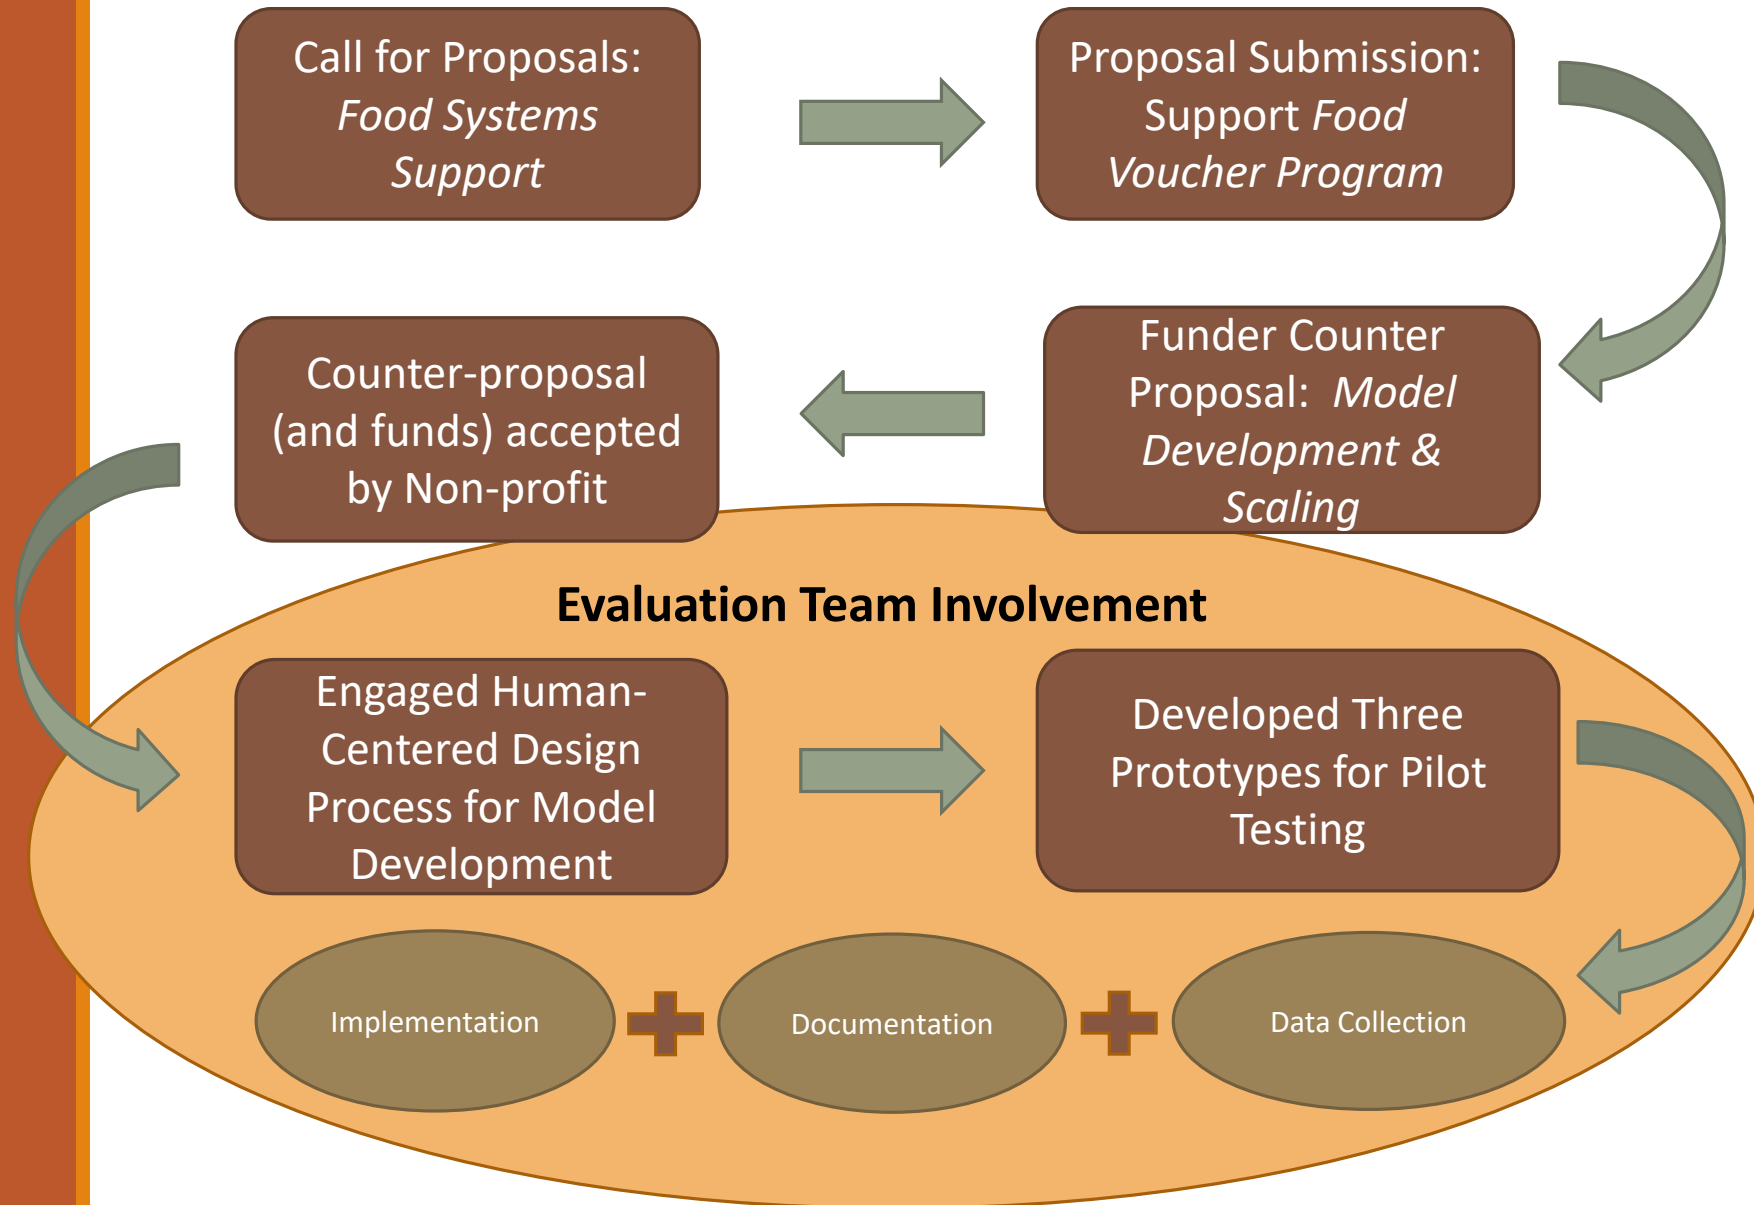 Call for Proposals:
Food Systems
Support
Proposal Submission:
Support Food
Voucher Program
Funder Counter
Proposal: Model
Development &
Scaling
Counter-proposal
(and funds) accepted
by Non-profit
Evaluation Team Involvement
Engaged Human-
Centered Design
Process for Model
Development
Developed Three
Prototypes for Pilot
Testing
Implementation
Documentation
Data Collection